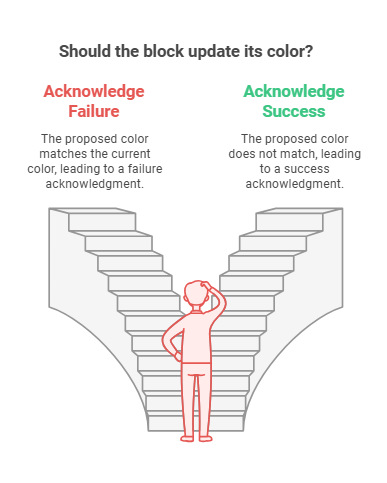 Should the block update its color?
Acknowledge
Failure
The proposed color
matches the current
color, leading to a failure
acknowledgment.
Acknowledge
Success
The proposed color
does not match, leading
to a success
acknowledgment.